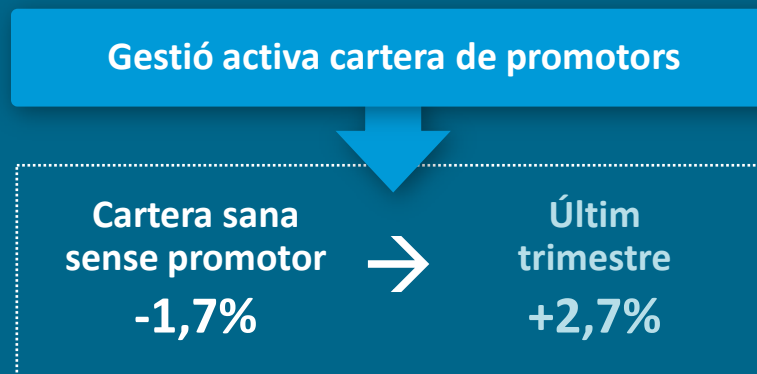 Gestió activa cartera de promotors
Cartera sana
sense promotor
-1,7%
Últim
trimestre
+2,7%